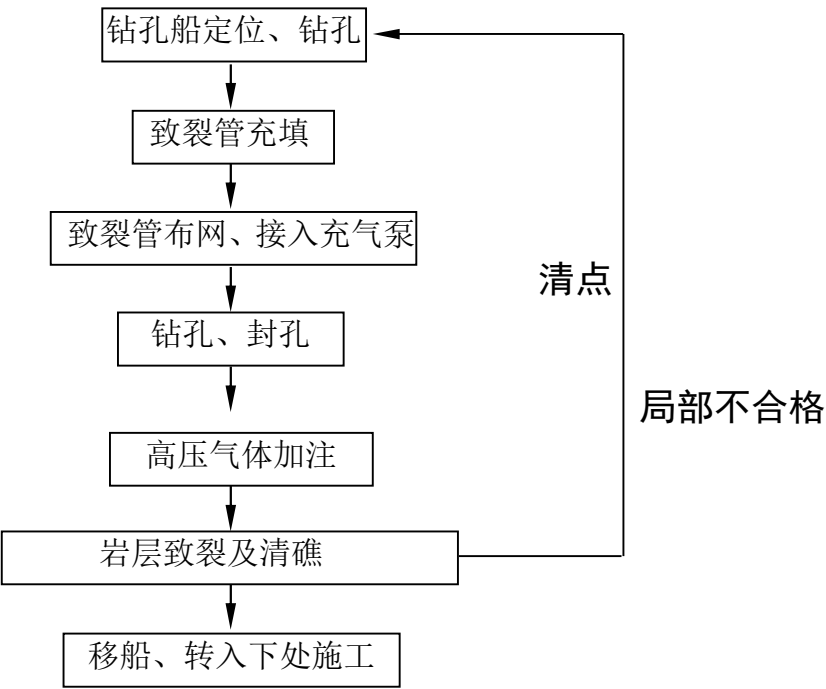 钻孔船定位、钻孔
致裂管充填
致裂管布网、接入充气泵
清点
钻孔、封孔
局部不合格
高压气体加注
岩层致裂及清礁
移船、转入下处施工